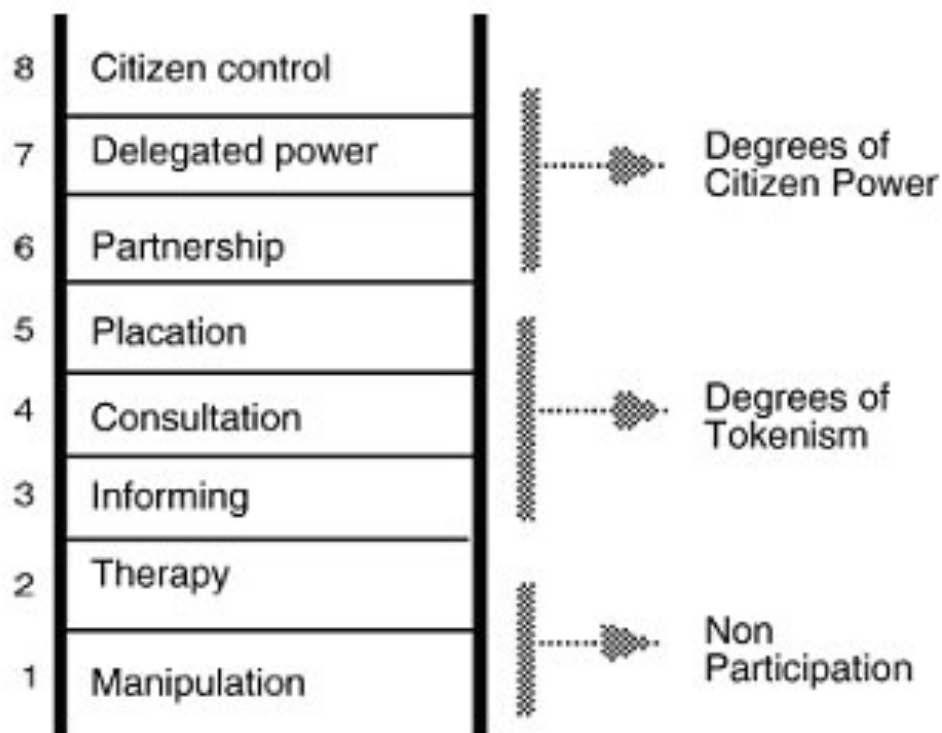 8 Citizen control
7 Delegated power
6 Partnership
5 Placation
4 Consultation
3 Informing
2 Therapy
1 Manipulation
Degrees of
Citizen Power
Degrees of
Tokenism
Non
Participation